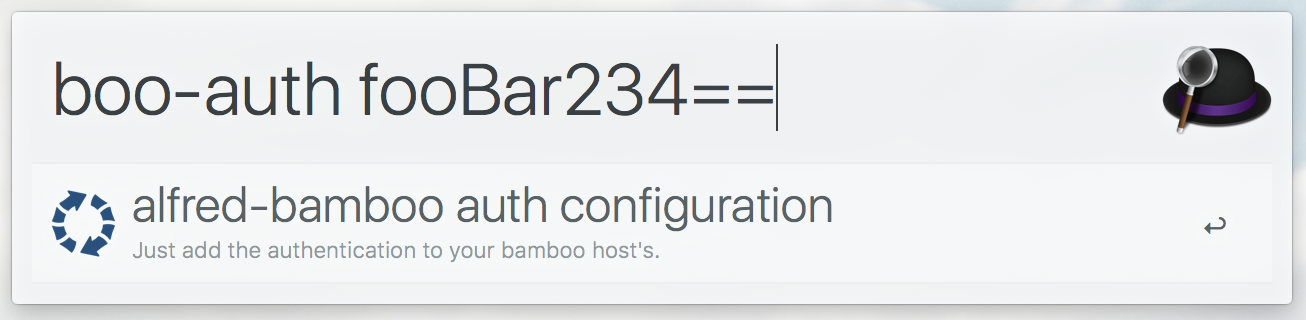 boo-auth fooBar234==
alfred-bamboo auth configuration
Just add the authentication to your bamboo host's.